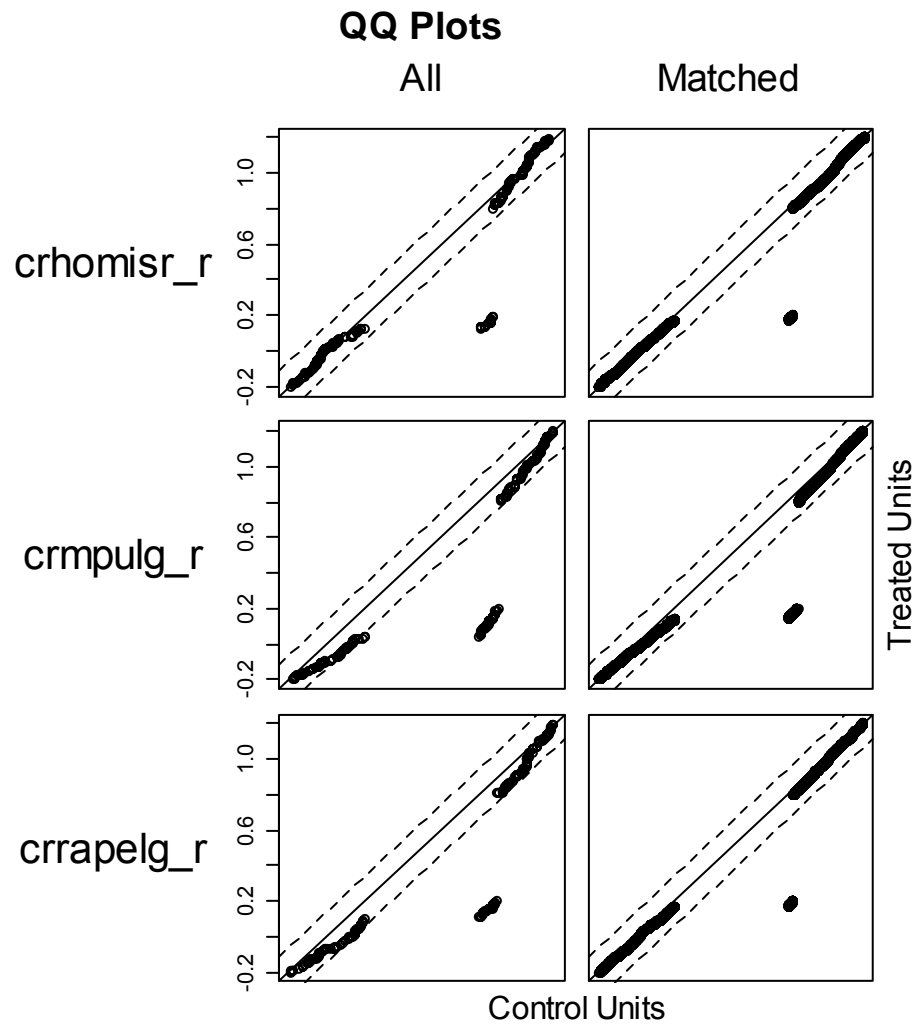 QQ Plots
All Matched
crhomisr_r
-0.2 0.2 0.6 1.0
crmpulg_r
-0.2 0.2 0.6 1.0
crrapelg_r
-0.2 0.2 0.6 1.0
Treated Units
Control Units